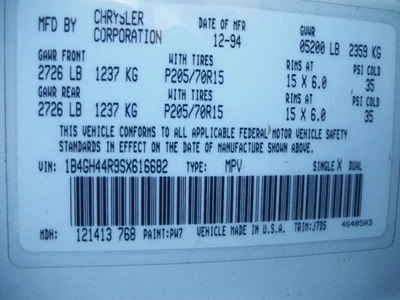 MFD BY CHRYSLER CORPORATION DATE OF MFR 12-94 GVWR 05200 LB 2359 KG
GAWR FRONT WITH TIRES RIMS AT PSI COLD
2726 LB 1237 KG P205/70R15 15 X 6.0 35
GAWR REAR WITH TIRES RIMS AT PSI COLD
2726 LB 1237 KG P205/70R15 15 X 6.0 35
THIS VEHICLE CONFORMS TO ALL APPLICABLE FEDERAL MOTOR VEHICLE SAFETY
STANDARDS IN EFFECT ON THE DATE OF MANUFACTURE SHOWN ABOVE.
VIN: 1B4GH44R9SX616682 TYPE: MPV SINGLE X DUAL
MDH: 121413 768 PAINT: PW7 VEHICLE MADE IN U.S.A. TRIM: J7D5 4648503